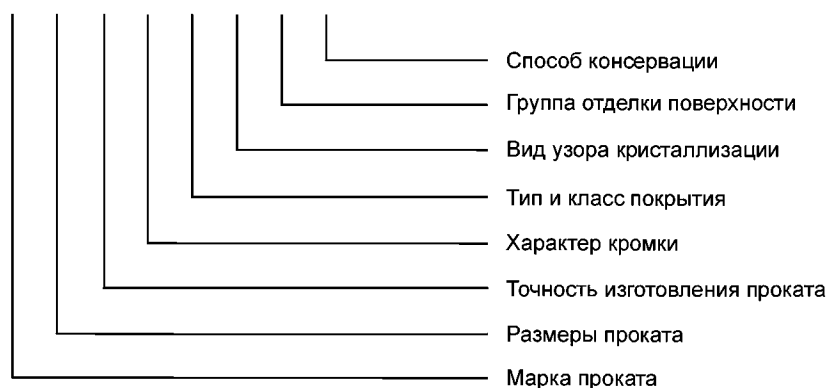 Способ консервации
Группа отделки поверхности
Вид узора кристаллизации
Тип и класс покрытия
Характер кромки
Точность изготовления проката
Размеры проката
Марка проката